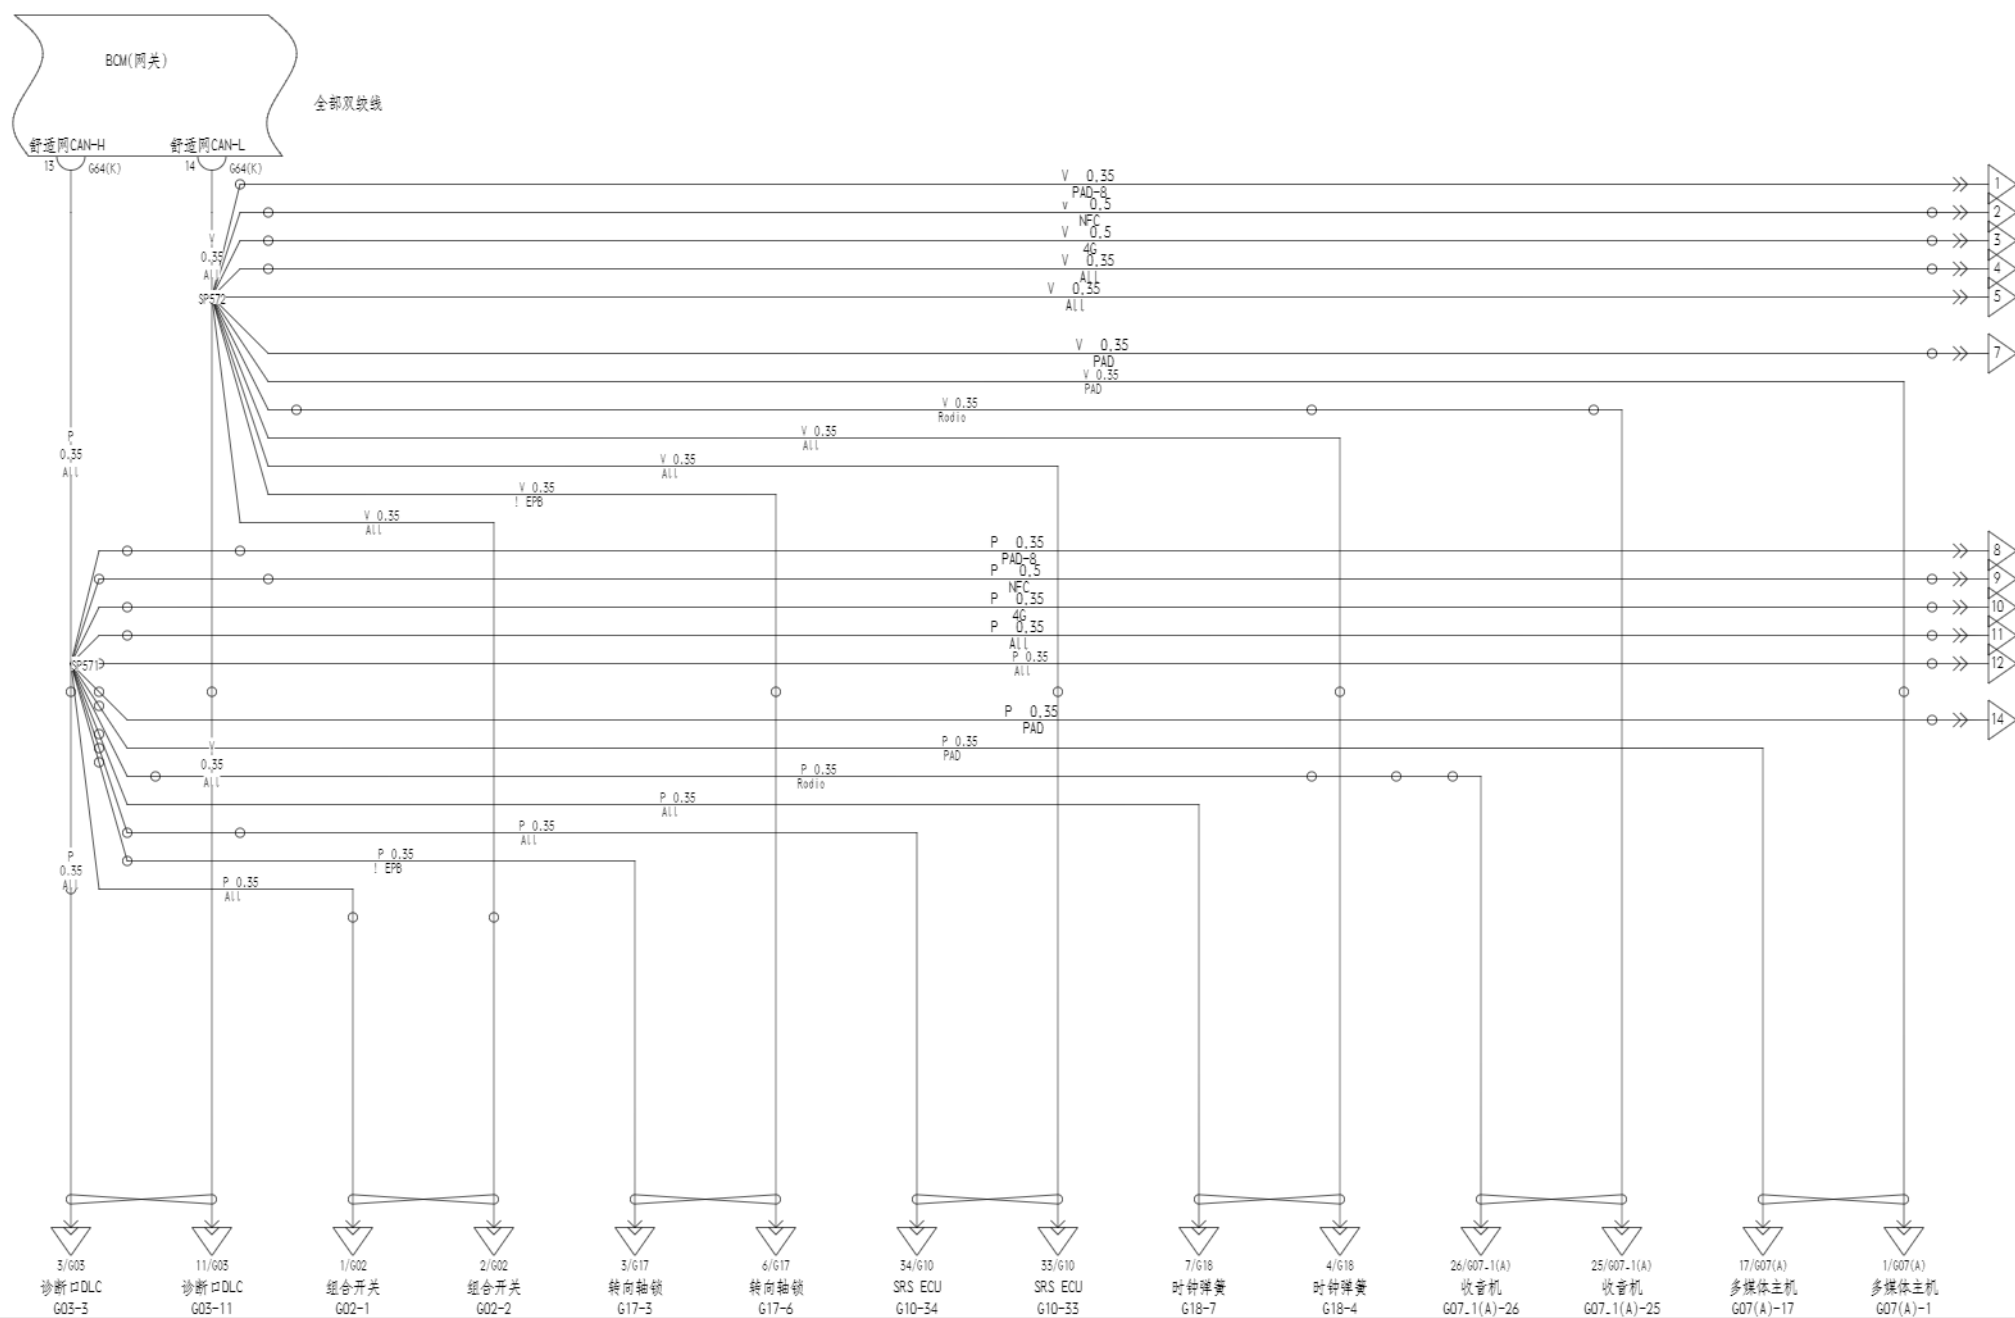 BCM(网关)
全部双绞线
舒适网CAN-H
舒适网CAN-L
13
G64(K)
14
G64(K)
V 0.35
1
PAD-8
v 0.5
2
NFC
V 0.5
3
4G
V 0.35
4
All
V 0.35
5
All
V
0.35
All
SP572
V 0.35
7
PAD
V 0.35
PAD
V 0.35
Rodio
V 0.35
All
V 0.35
All
V 0.35
! EPB
V 0.35
All
P
0.35
All
P 0.35
8
PAD-8
P 0.5
9
NFC
P 0.35
10
4G
P 0.35
11
All
P 0.35
12
All
SP571
P 0.35
14
PAD
P 0.35
PAD
V
0.35
All
P 0.35
Rodio
P 0.35
All
P 0.35
All
P 0.35
! EPB
P
0.35
All
P 0.35
All
3/G03 11/G03 1/G02 2/G02 3/G17 6/G17 34/G10 33/G10 7/G18 4/G18 26/G07_1(A) 25/G07_1(A) 17/G07(A) 1/G07(A)
诊断口DLC 诊断口DLC 组合开关 组合开关 转向轴锁 转向轴锁 SRS ECU SRS ECU 时钟弹簧 时钟弹簧 收音机 收音机 多媒体主机 多媒体主机
G03-3 G03-11 G02-1 G02-2 G17-3 G17-6 G10-34 G10-33 G18-7 G18-4 G07_1(A)-26 G07_1(A)-25 G07(A)-17 G07(A)-1